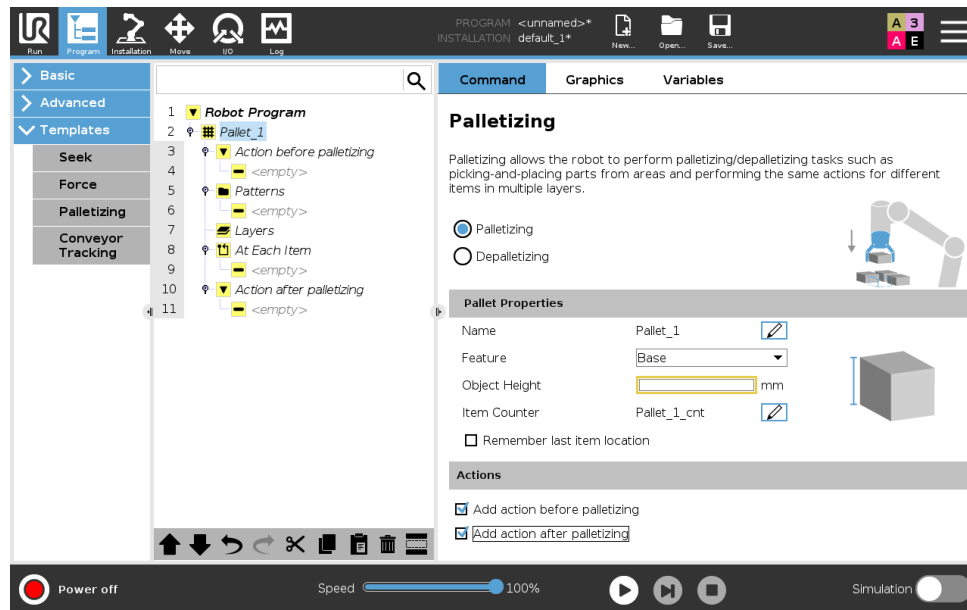 PROGRAM <unnamed>*
INSTALLATION default_1*
Run Program Installation Move I/O Log New... Open... Save...
A 3
A E
Basic
Advanced
Templates
Seek
Force
Palletizing
Conveyor
Tracking
1 Robot Program
2 Pallet_1
3 Action before palletizing
4 <empty>
5 Patterns
6 <empty>
7 Layers
8 At Each Item
9 <empty>
10 Action after palletizing
11 <empty>
Command Graphics Variables
Palletizing
Palletizing allows the robot to perform palletizing/depalletizing tasks such as
picking-and-placing parts from areas and performing the same actions for different
items in multiple layers.
Palletizing
Depalletizing
Pallet Properties
Name Pallet_1
Feature Base
Object Height mm
Item Counter Pallet_1_cnt
Remember last item location
Actions
Add action before palletizing
Add action after palletizing
Power off Speed 100% Simulation